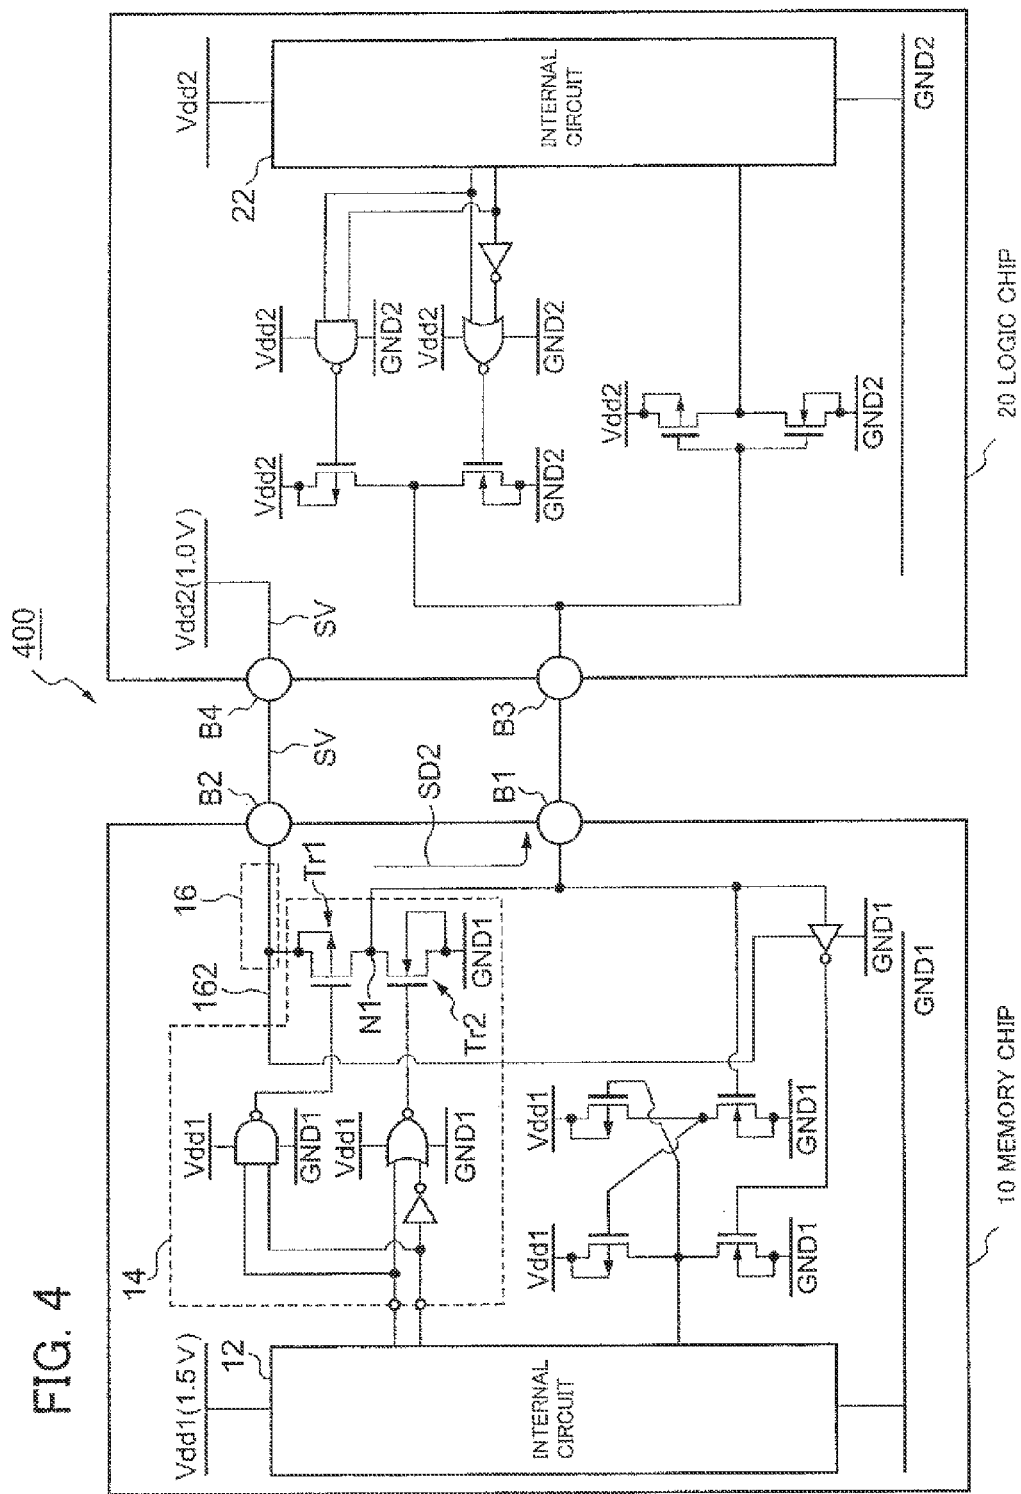 FIG. 4
400
Vdd1(1.5V)
12
INTERNAL
CIRCUIT
14
Vdd1
GND1
Vdd1
GND1
162
16
Tr1
N1
Tr2
GND1
SD2
Vdd1
GND1
Vdd1
GND1
GND1
GND1
10 MEMORY CHIP
B2
B1
SV
B4
B3
SV
Vdd2(1.0V)
Vdd2
GND2
Vdd2
GND2
Vdd2
GND2
Vdd2
GND2
22
Vdd2
INTERNAL
CIRCUIT
GND2
20 LOGIC CHIP